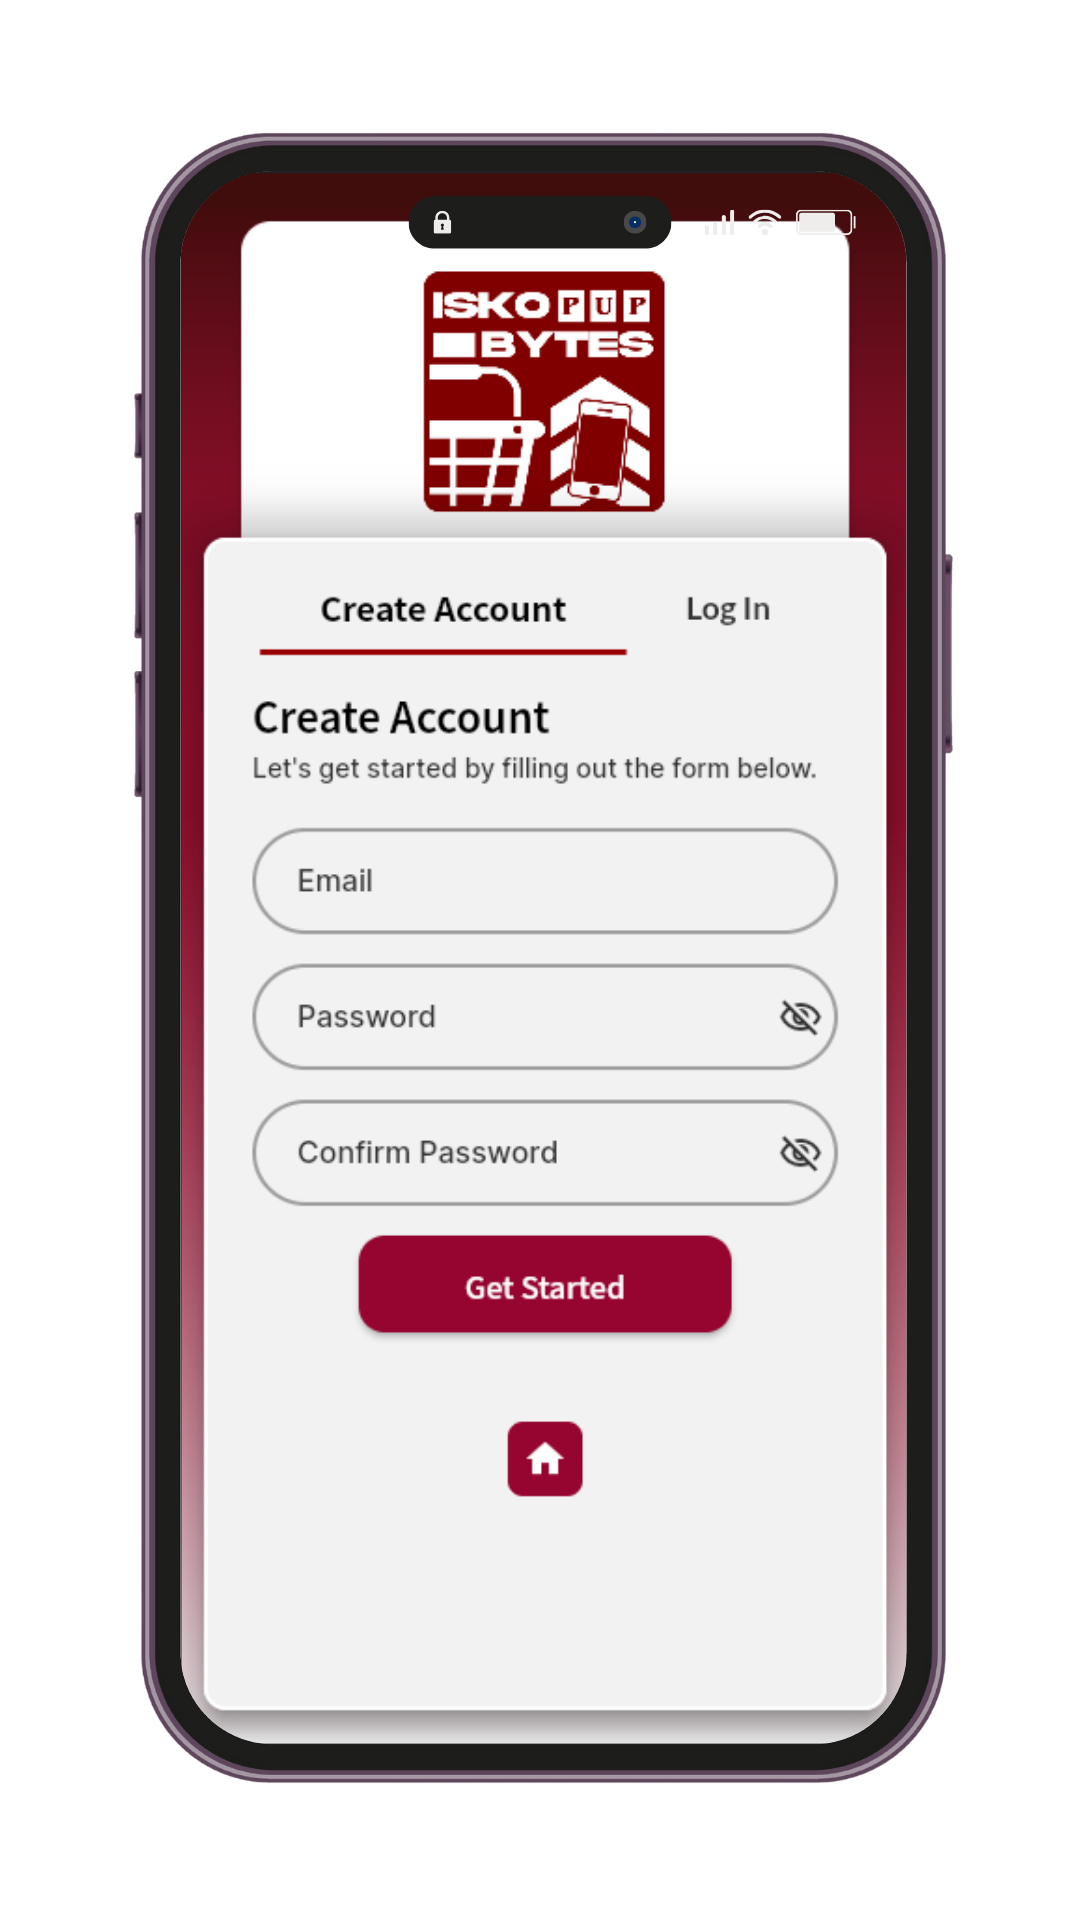 ISKO PUP
BYTES
Create Account
Log In
Create Account
Let's get started by filling out the form below.
Email
Password
Confirm Password
Get Started